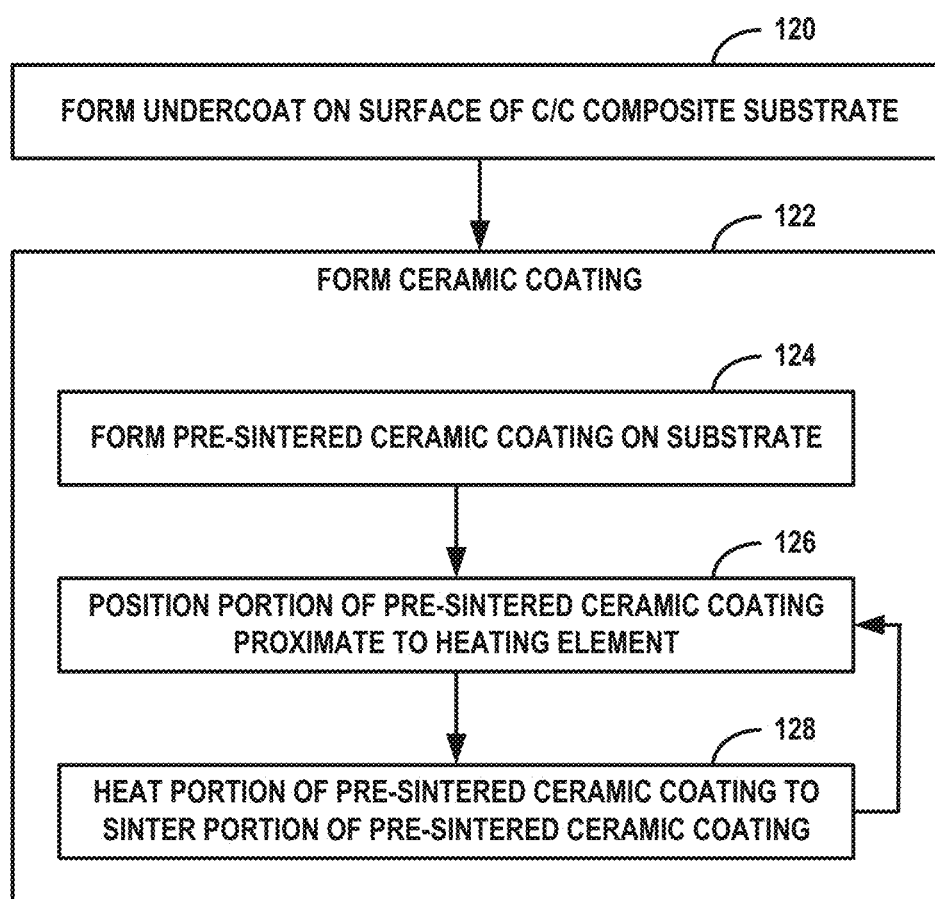 120
FORM UNDERCOAT ON SURFACE OF C/C COMPOSITE SUBSTRATE
122
FORM CERAMIC COATING
124
FORM PRE-SINTERED CERAMIC COATING ON SUBSTRATE
126
POSITION PORTION OF PRE-SINTERED CERAMIC COATING
PROXIMATE TO HEATING ELEMENT
128
HEAT PORTION OF PRE-SINTERED CERAMIC COATING TO
SINTER PORTION OF PRE-SINTERED CERAMIC COATING